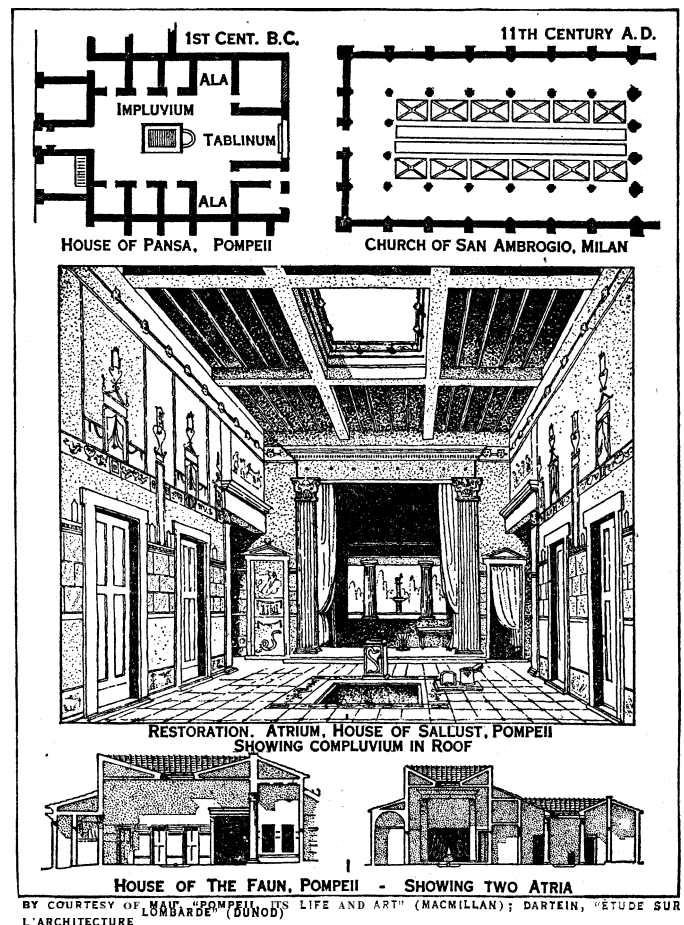 1ST CENT. B.C.
11TH CENTURY A.D.
ALA
IMPLUVIUM
TABLINUM
ALA
HOUSE OF PANSA, POMPEII
CHURCH OF SAN AMBROGIO, MILAN
RESTORATION. ATRIUM, HOUSE OF SALLUST, POMPEII
SHOWING COMPLUVIUM IN ROOF
HOUSE OF THE FAUN, POMPEII - SHOWING TWO ATRIA
BY COURTESY OF MAU, "POMPEII, ITS LIFE AND ART" (MACMILLAN); DARTEIN, "ÉTUDE SUR
L'ARCHITECTURE LOMBARDE" (DUNOD)